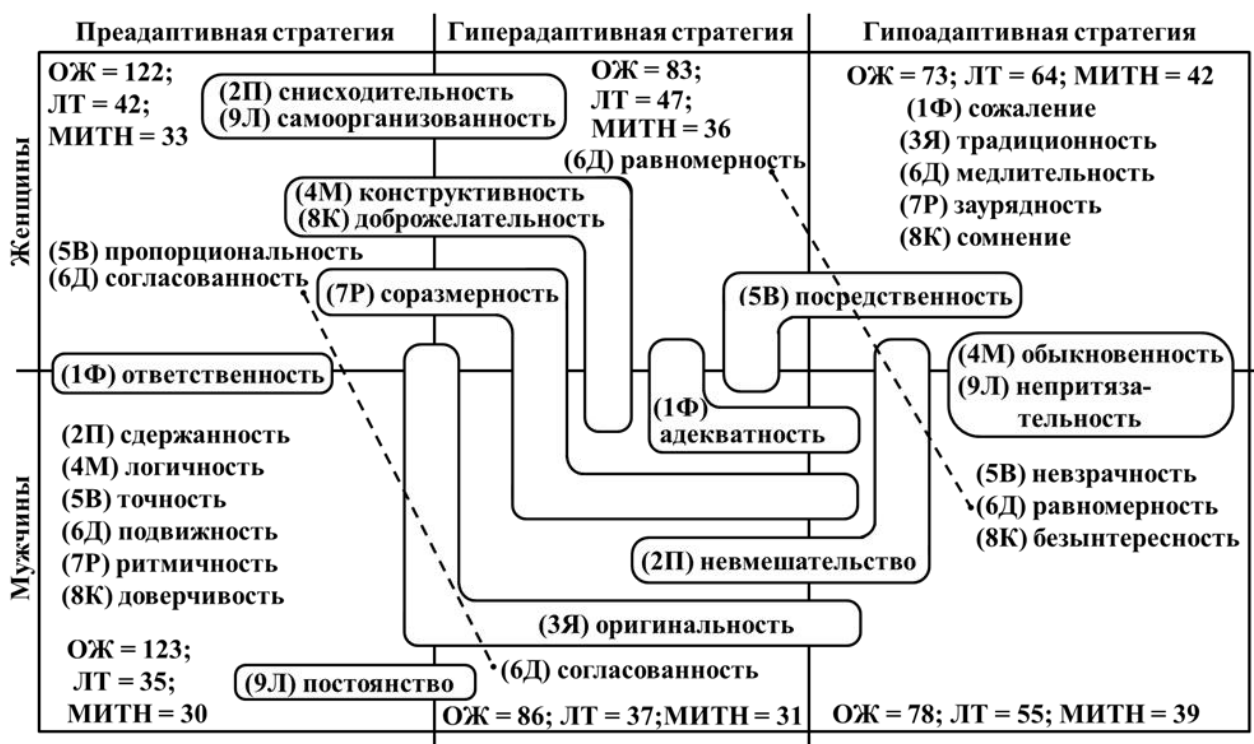 Преадаптивная стратегия
Гиперадаптивная стратегия
Гипоадаптивная стратегия
Женщины
ОЖ = 122;
ЛТ = 42;
МИТН = 33
(2П) снисходительность
(9Л) самоорганизованность
ОЖ = 83;
ЛТ = 47;
МИТН = 36
(6Д) равномерность
ОЖ = 73; ЛТ = 64; МИТН = 42
(1Ф) сожаление
(3Я) традиционность
(6Д) медлительность
(7Р) заурядность
(8К) сомнение
(4М) конструктивность
(8К) доброжелательность
(5В) пропорциональность
(6Д) согласованность
(7Р) соразмерность
(5В) посредственность
(4М) обыкновенность
(9Л) непритяза-
тельность
Мужчины
(1Ф) ответственность
(1Ф)
адекватность
(2П) сдержанность
(4М) логичность
(5В) точность
(6Д) подвижность
(7Р) ритмичность
(8К) доверчивость
(5В) невзрачность
(6Д) равномерность
(8К) безынтересность
(2П) невмешательство
(3Я) оригинальность
ОЖ = 123;
ЛТ = 35;
МИТН = 30
(9Л) постоянство
(6Д) согласованность
ОЖ = 86; ЛТ = 37;МИТН = 31
ОЖ = 78; ЛТ = 55; МИТН = 39